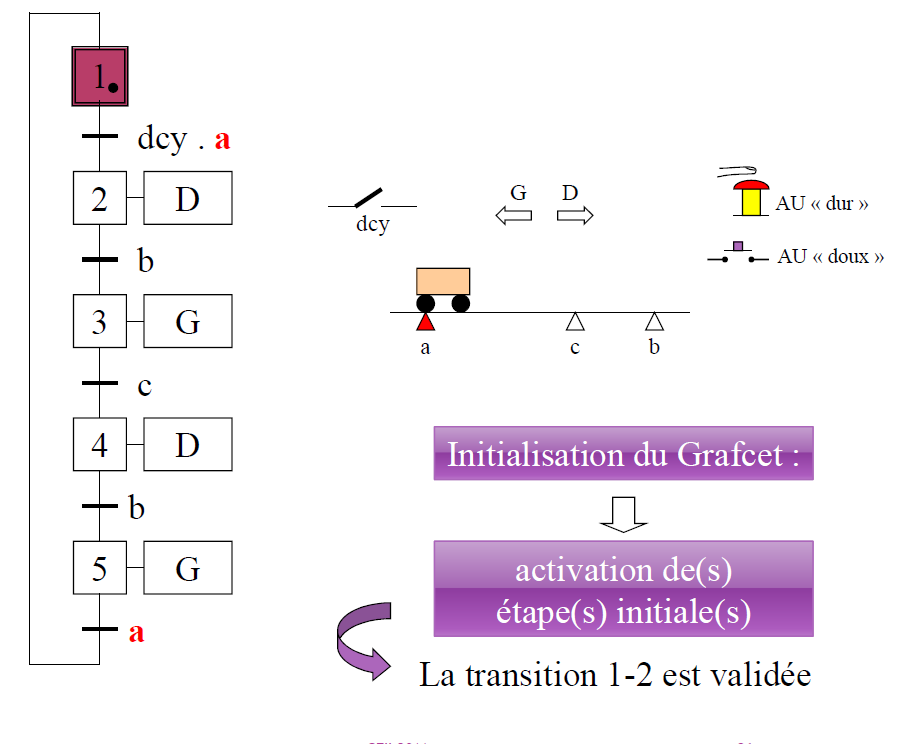 1
dcy . a
2 D
b
3 G
c
4 D
b
5 G
a
dcy
G D
AU « dur »
AU « doux »
a c b
Initialisation du Grafcet :
activation de(s)
étape(s) initiale(s)
La transition 1-2 est validée